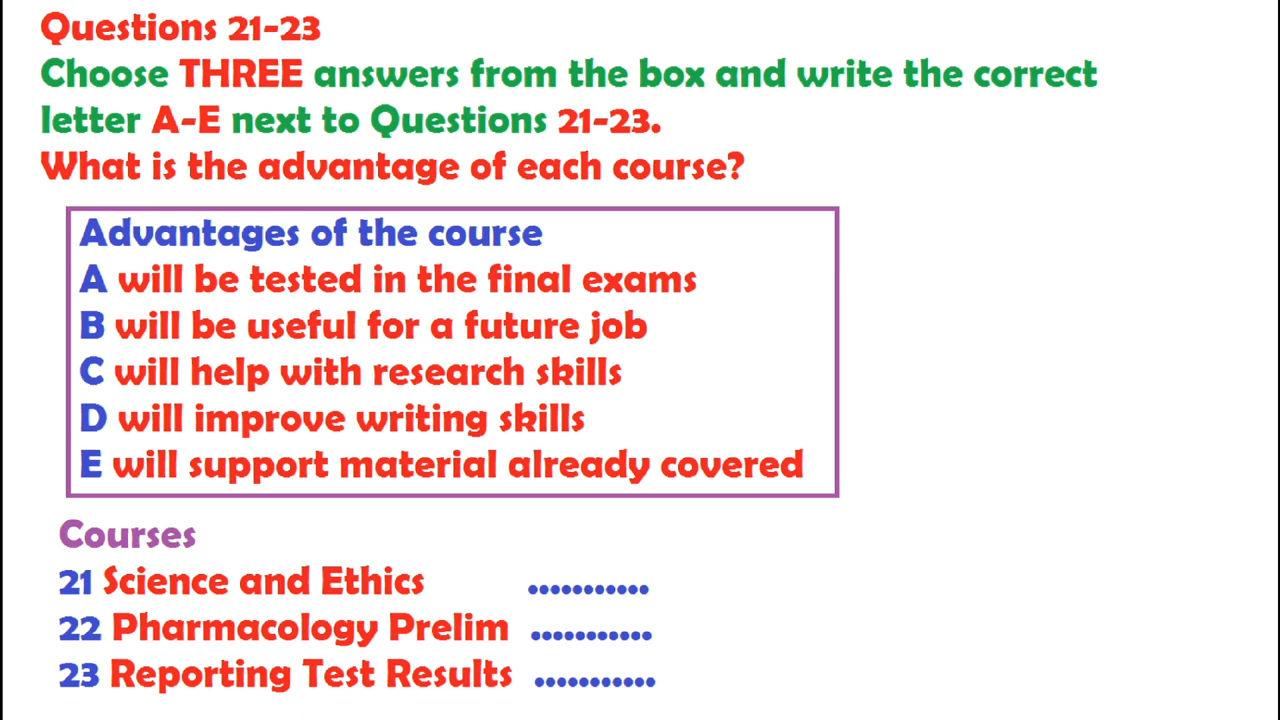 Questions 21-23
Choose THREE answers from the box and write the correct
letter A-E next to Questions 21-23.
What is the advantage of each course?
Advantages of the course
A will be tested in the final exams
B will be useful for a future job
C will help with research skills
D will improve writing skills
E will support material already covered
Courses
21 Science and Ethics ...........
22 Pharmacology Prelim ...........
23 Reporting Test Results ...........